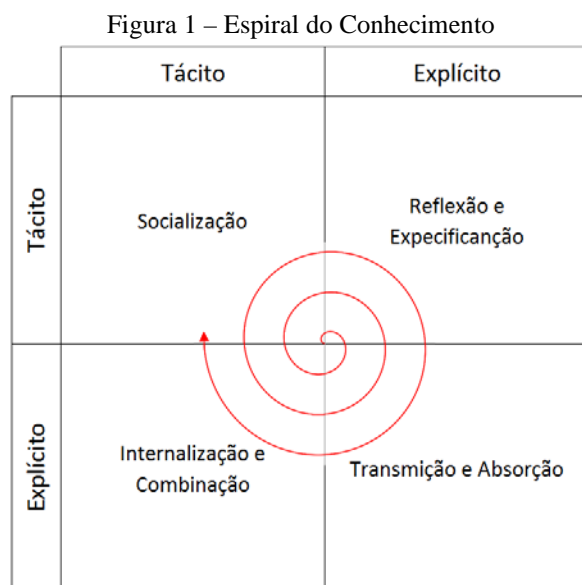 Figura 1 – Espiral do Conhecimento
Tácito
Explícito
Tácito
Socialização
Reflexão e
Expecificanção
Explícito
Internalização e
Combinação
Transmição e Absorção